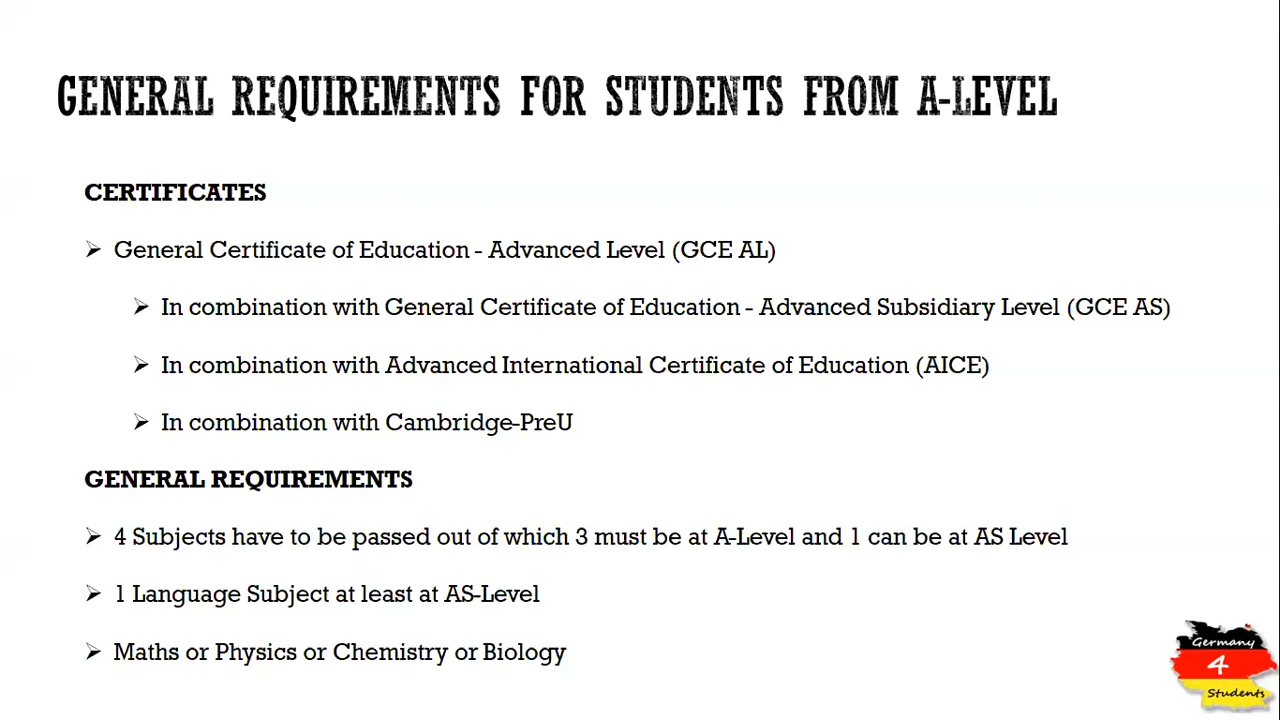 GENERAL REQUIREMENTS FOR STUDENTS FROM A-LEVEL
CERTIFICATES
General Certificate of Education - Advanced Level (GCE AL)
In combination with General Certificate of Education - Advanced Subsidiary Level (GCE AS)
In combination with Advanced International Certificate of Education (AICE)
In combination with Cambridge-PreU
GENERAL REQUIREMENTS
4 Subjects have to be passed out of which 3 must be at A-Level and 1 can be at AS Level
1 Language Subject at least at AS-Level
Maths or Physics or Chemistry or Biology
Germany
4
Students